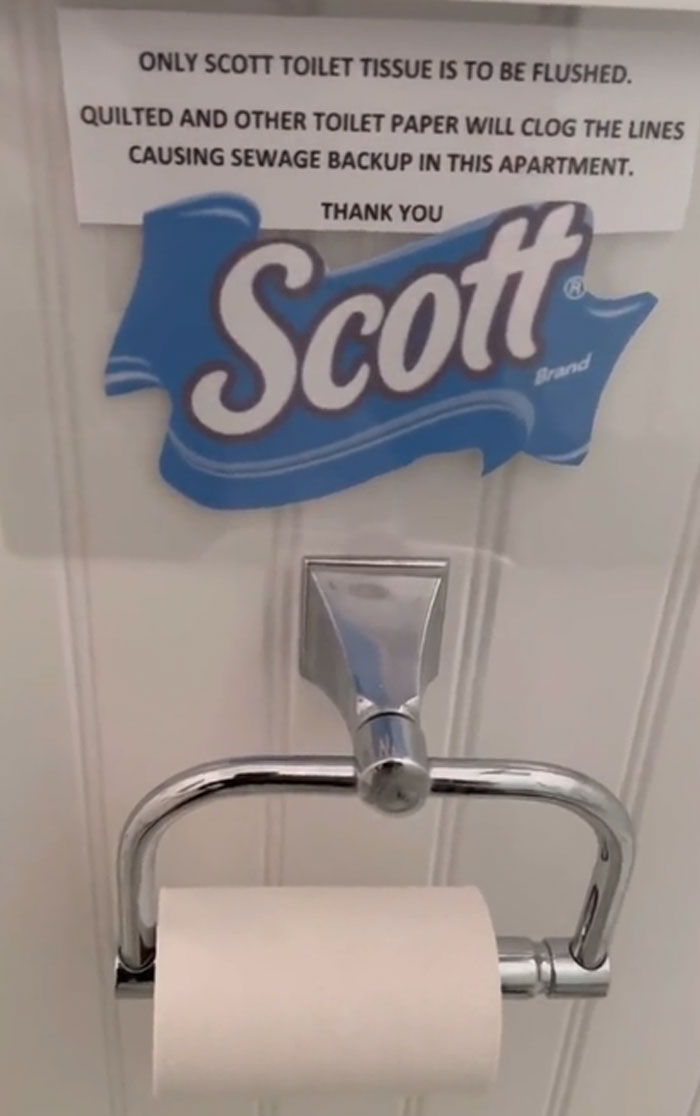 ONLY SCOTT TOILET TISSUE IS TO BE FLUSHED.
QUILTED AND OTHER TOILET PAPER WILL CLOG THE LINES
CAUSING SEWAGE BACKUP IN THIS APARTMENT.
THANK YOU
Scott®
Brand